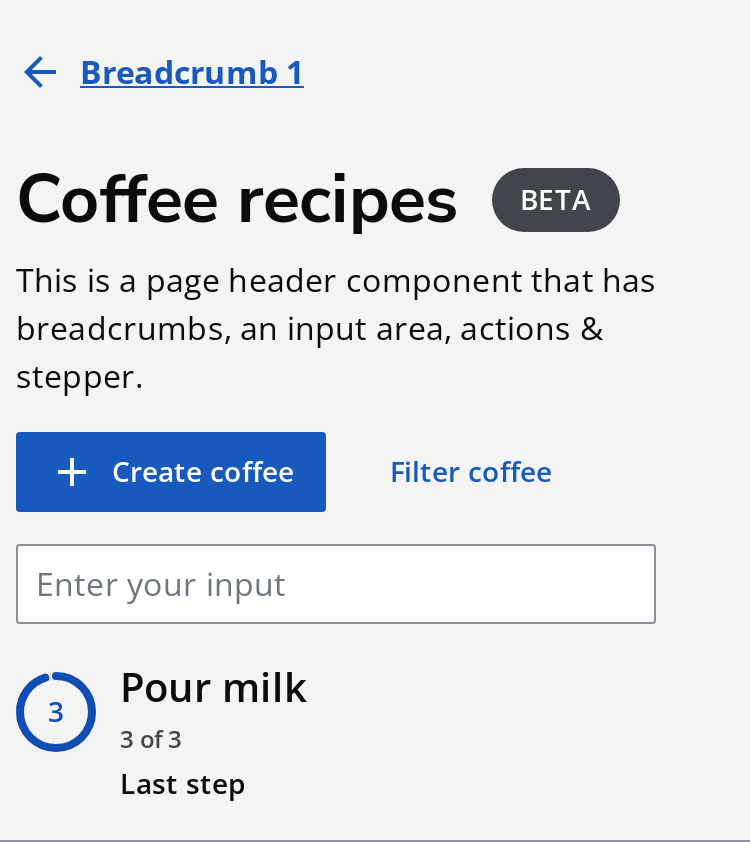 Breadcrumb 1
Coffee recipes BETA
This is a page header component that has
breadcrumbs, an input area, actions &
stepper.
Create coffee Filter coffee
Enter your input
3 Pour milk
3 of 3
Last step